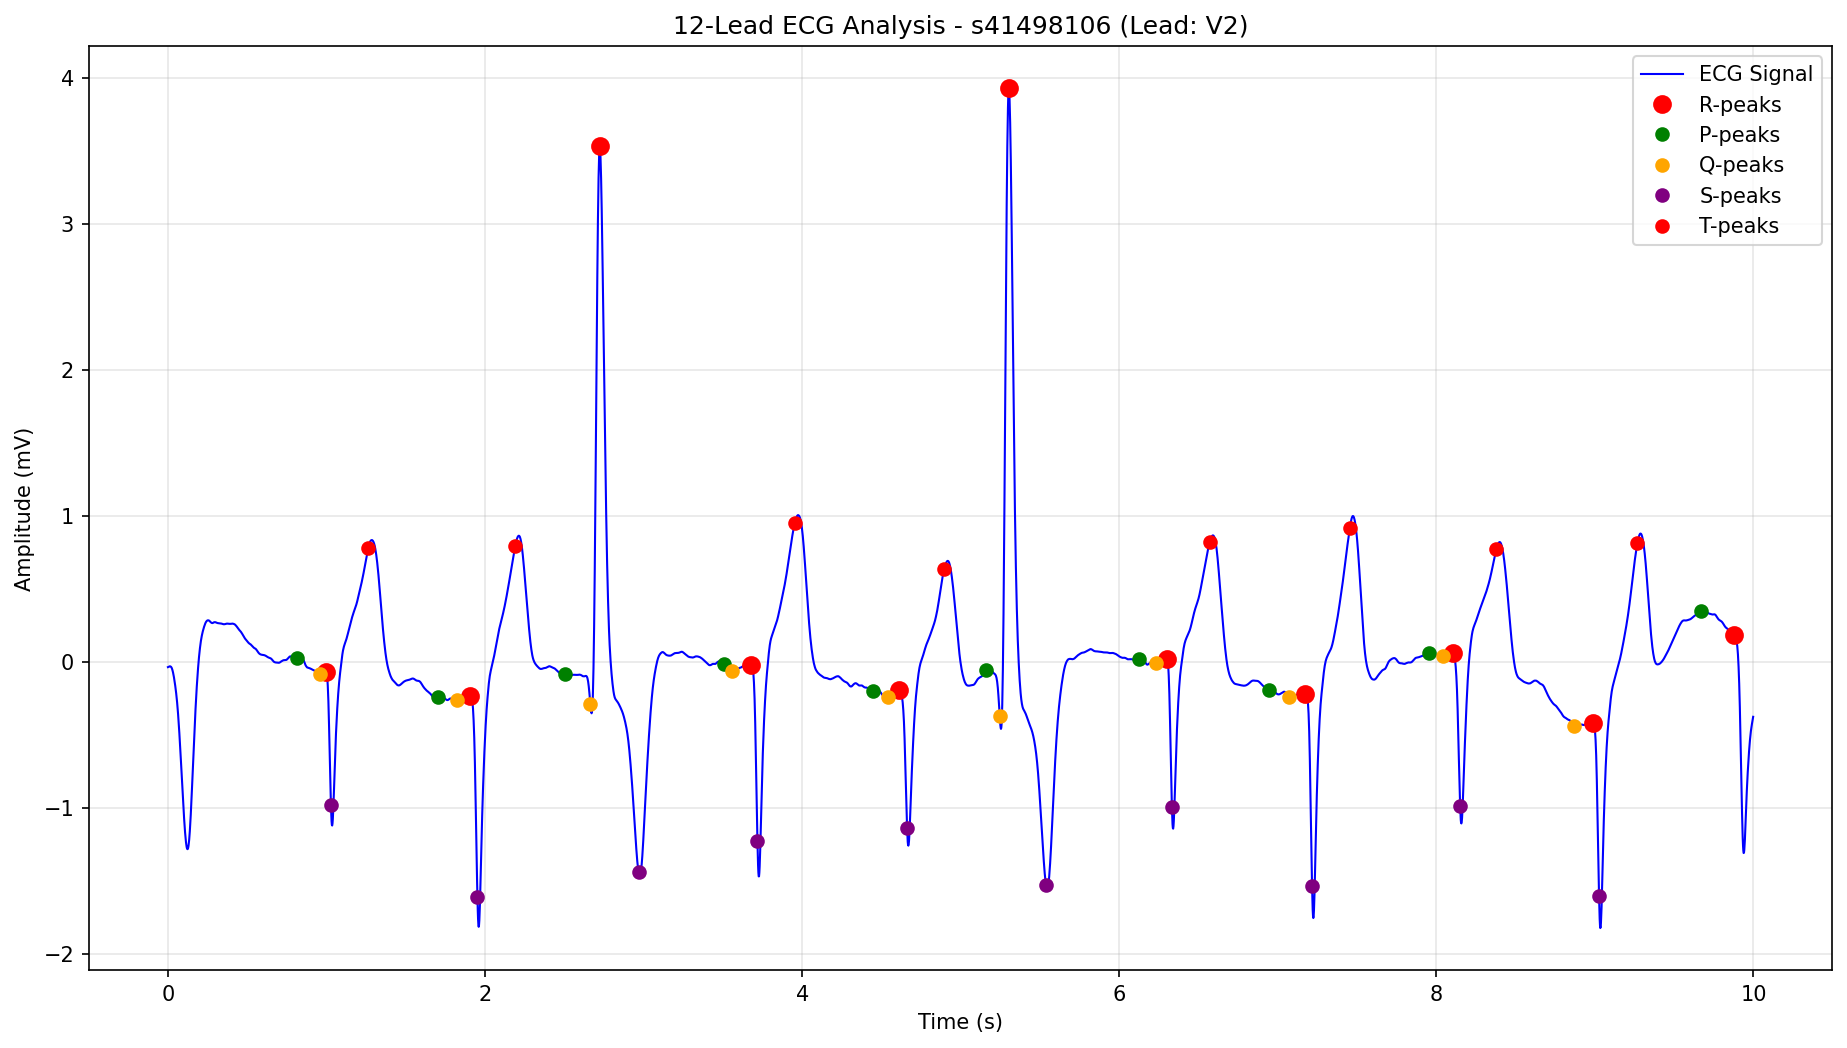 12-Lead ECG Analysis - s41498106 (Lead: V2)
ECG Signal
R-peaks
P-peaks
Q-peaks
S-peaks
T-peaks
Amplitude (mV)
4
3
2
1
0
−1
−2
0 2 4 6 8 10
Time (s)